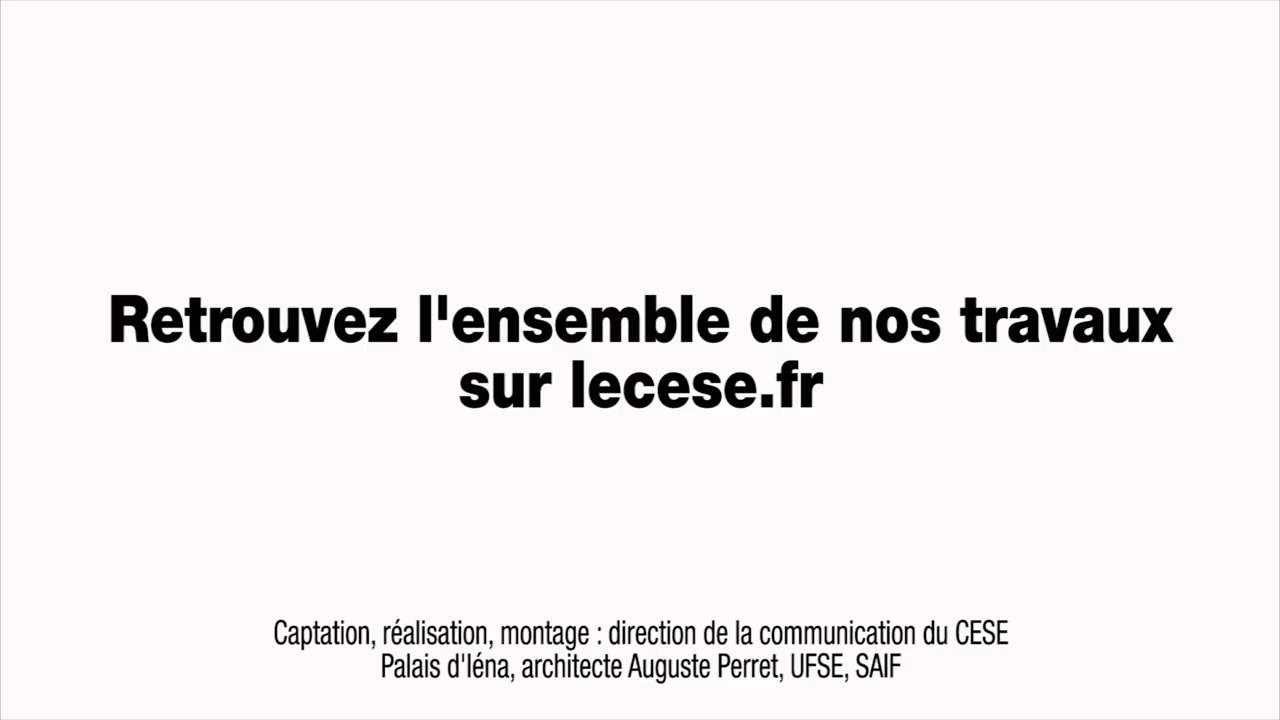 Retrouvez l'ensemble de nos travaux
sur lecese.fr
Captation, réalisation, montage : direction de la communication du CESE
Palais d'Iéna, architecte Auguste Perret, UFSE, SAIF